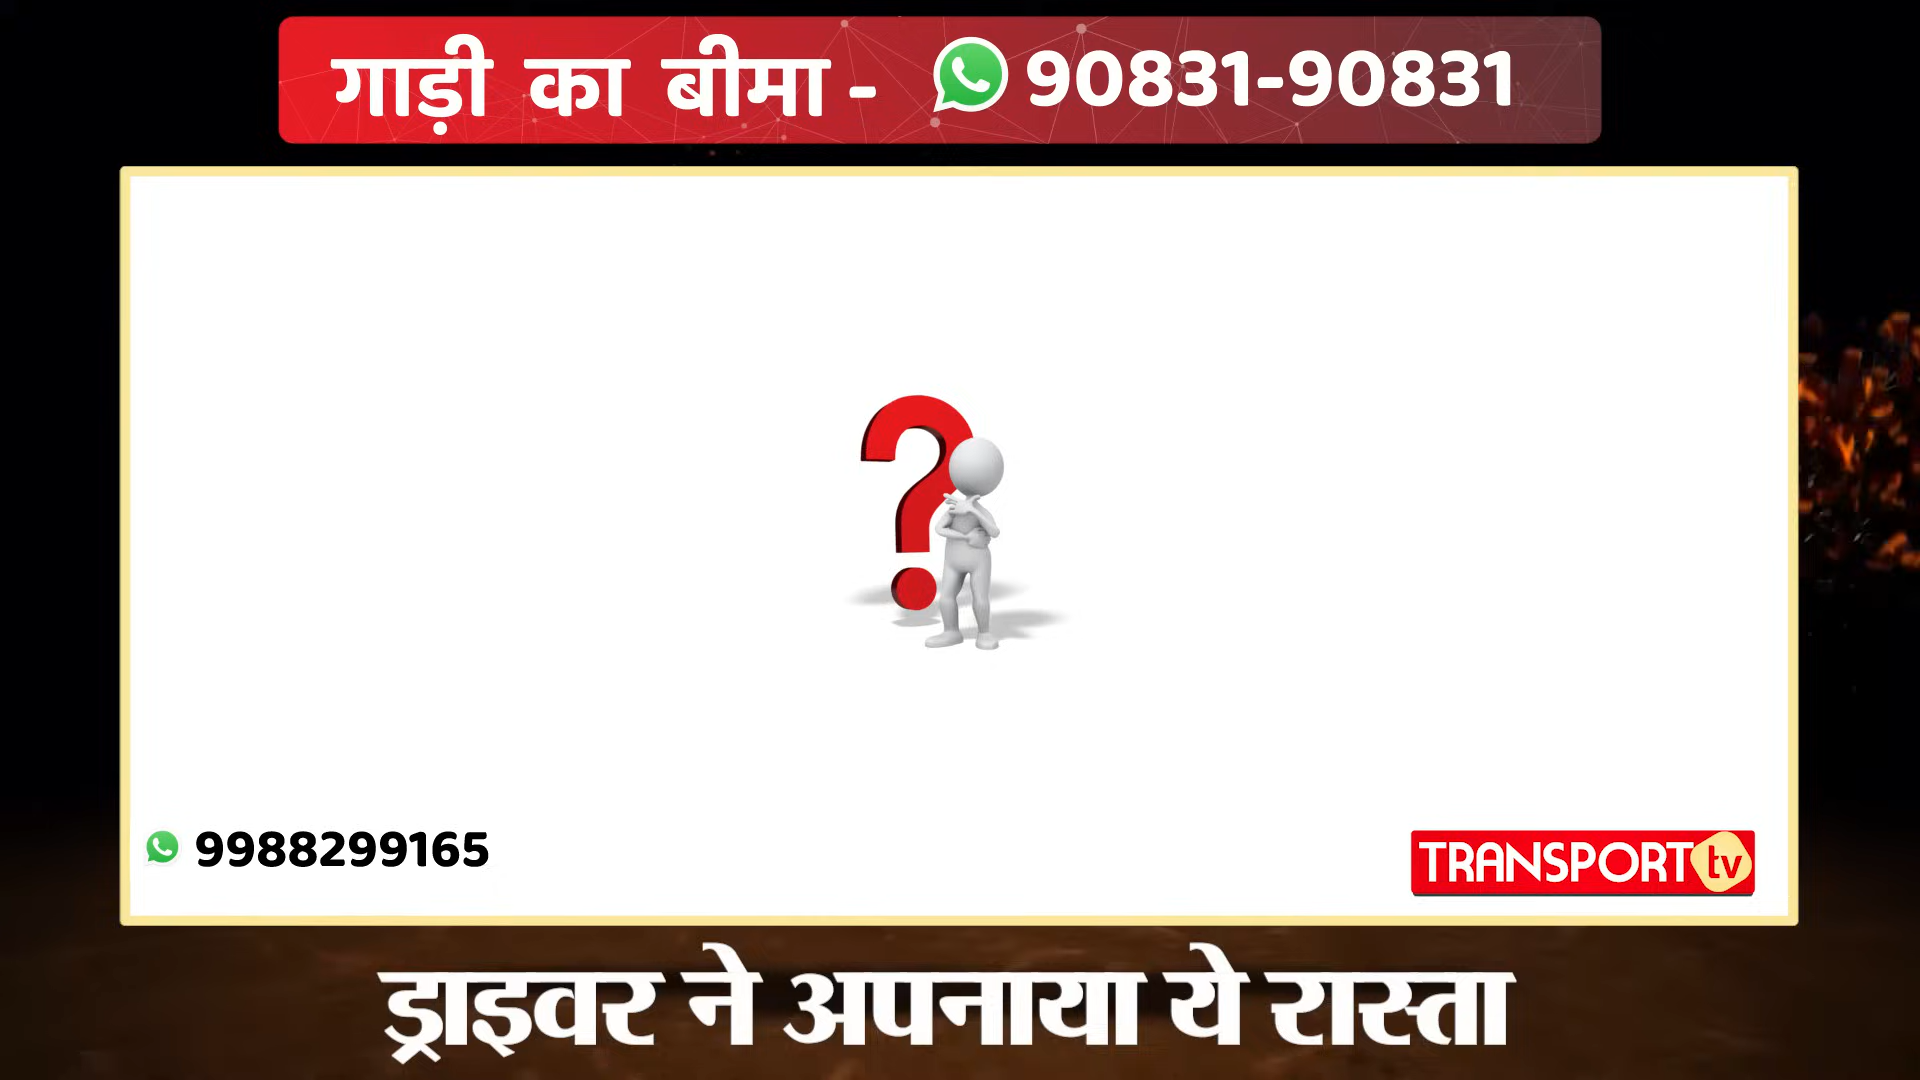 गाड़ी का बीमा - 90831-90831
?
9988299165
TRANSPORT tv
ड्राइवर ने अपनाया ये रास्ता